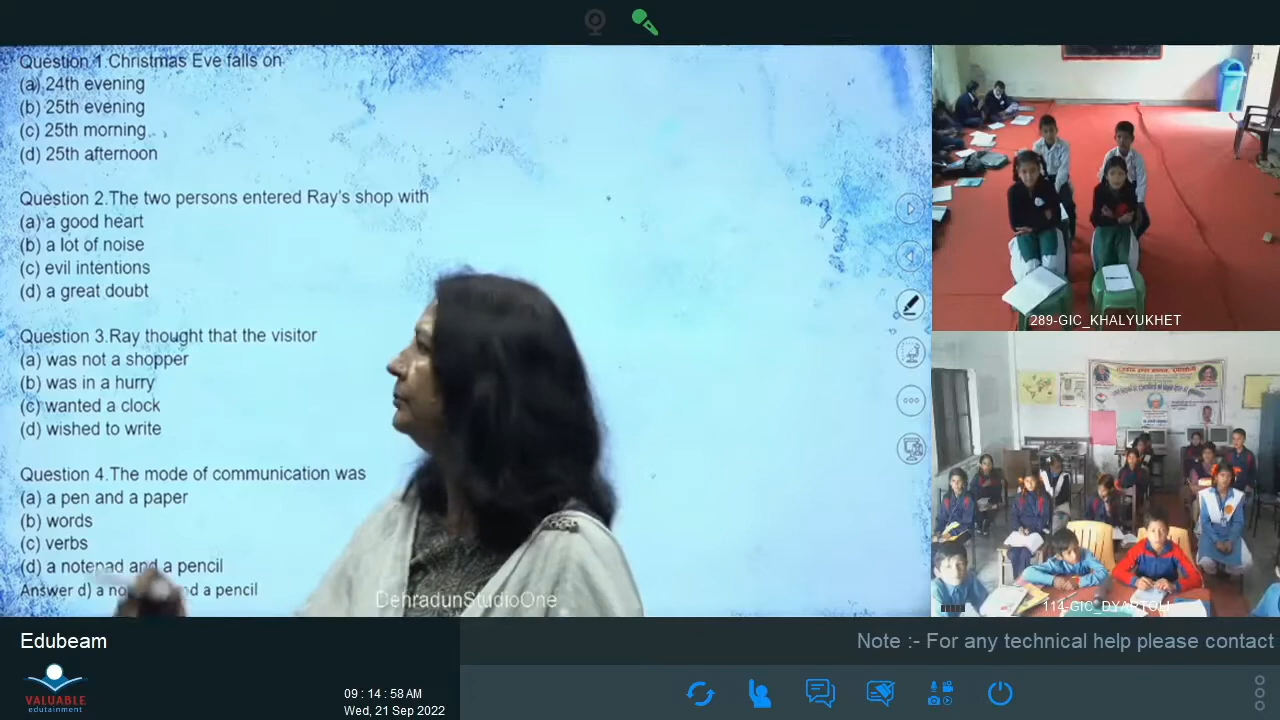 Question 1.Christmas Eve falls on
(a) 24th evening
(b) 25th evening
(c) 25th morning
(d) 25th afternoon
Question 2.The two persons entered Ray's shop with
(a) a good heart
(b) a lot of noise
(c) evil intentions
(d) a great doubt
Question 3.Ray thought that the visitor
(a) was not a shopper
(b) was in a hurry
(c) wanted a clock
(d) wished to write
Question 4.The mode of communication was
(a) a pen and a paper
(b) words
(c) verbs
(d) a notepad and a pencil
Answer d) a and a pencil
DehradunStudioOne
289-GIC_KHALYUKHET
114-GIC_DYARTOLI
Edubeam
VALUABLE
edutainment
09 : 14 : 58 AM
Wed, 21 Sep 2022
Note :- For any technical help please contact